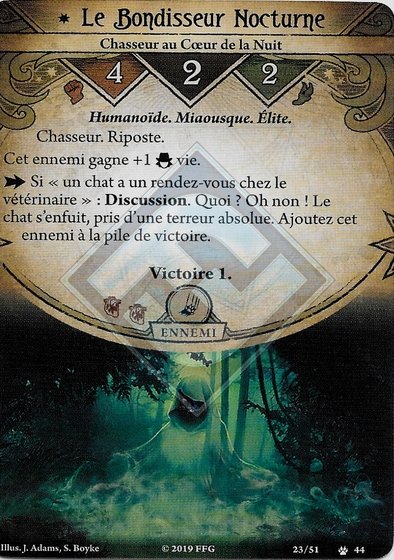 Le Bondisseur Nocturne
Chasseur au Cœur de la Nuit
4 2 2
Humanoïde. Miaousque. Élite.
Chasseur. Riposte.
Cet ennemi gagne +1 vie.
Si « un chat a un rendez-vous chez le
vétérinaire » : Discussion. Quoi ? Oh non ! Le
chat s'enfuit, pris d'une terreur absolue. Ajoutez cet
ennemi à la pile de victoire.
Victoire 1.
ENNEMI
Illus. J. Adams, S. Boyke © 2019 FFG 23/51 44